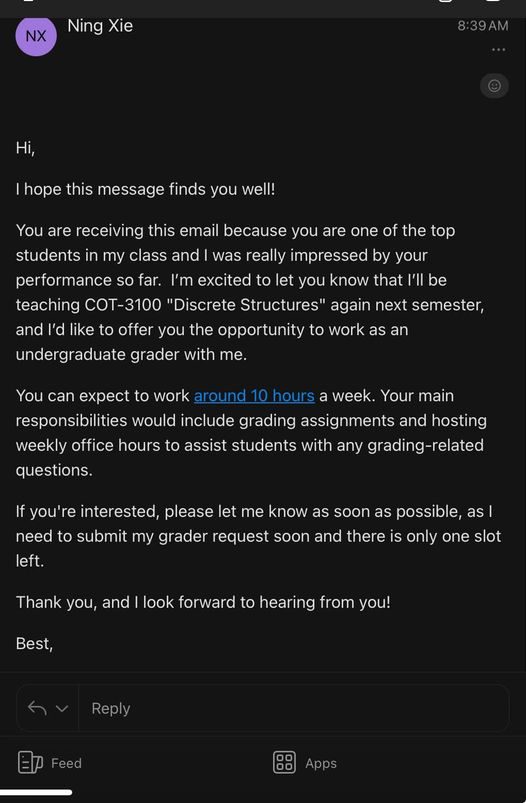 Ning Xie
8:39 AM
NX
Hi,
I hope this message finds you well!
You are receiving this email because you are one of the top
students in my class and I was really impressed by your
performance so far.  I’m excited to let you know that I’ll be
teaching COT-3100 "Discrete Structures" again next semester,
and I’d like to offer you the opportunity to work as an
undergraduate grader with me.
You can expect to work around 10 hours a week. Your main
responsibilities would include grading assignments and hosting
weekly office hours to assist students with any grading-related
questions.
If you're interested, please let me know as soon as possible, as I
need to submit my grader request soon and there is only one slot
left.
Thank you, and I look forward to hearing from you!
Best,
Reply
Feed
Apps